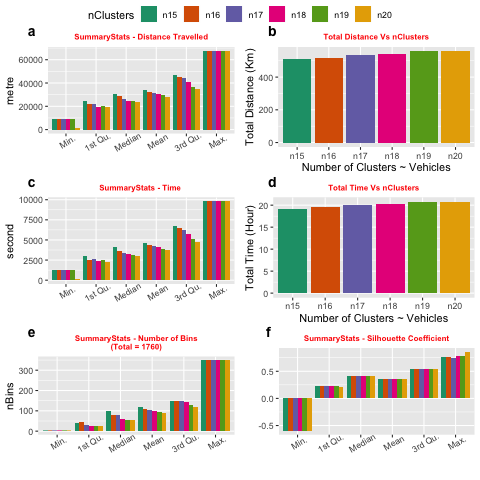 nClusters n15 n16 n17 n18 n19 n20
a
SummaryStats - Distance Travelled
metre
60000
40000
20000
0
Min. 1st Qu. Median Mean 3rd Qu. Max.
b
Total Distance Vs nClusters
Total Distance (Km)
400
200
0
n15 n16 n17 n18 n19 n20
Number of Clusters ~ Vehicles
c
SummaryStats - Time
second
10000
7500
5000
2500
0
Min. 1st Qu. Median Mean 3rd Qu. Max.
d
Total Time Vs nClusters
Total Time (Hour)
20
15
10
5
0
n15 n16 n17 n18 n19 n20
Number of Clusters ~ Vehicles
e
SummaryStats - Number of Bins
(Total = 1760)
nBins
300
200
100
0
Min. 1st Qu. Median Mean 3rd Qu. Max.
f
SummaryStats - Silhouette Coefficient
0.5
0.0
-0.5
Min. 1st Qu. Median Mean 3rd Qu. Max.